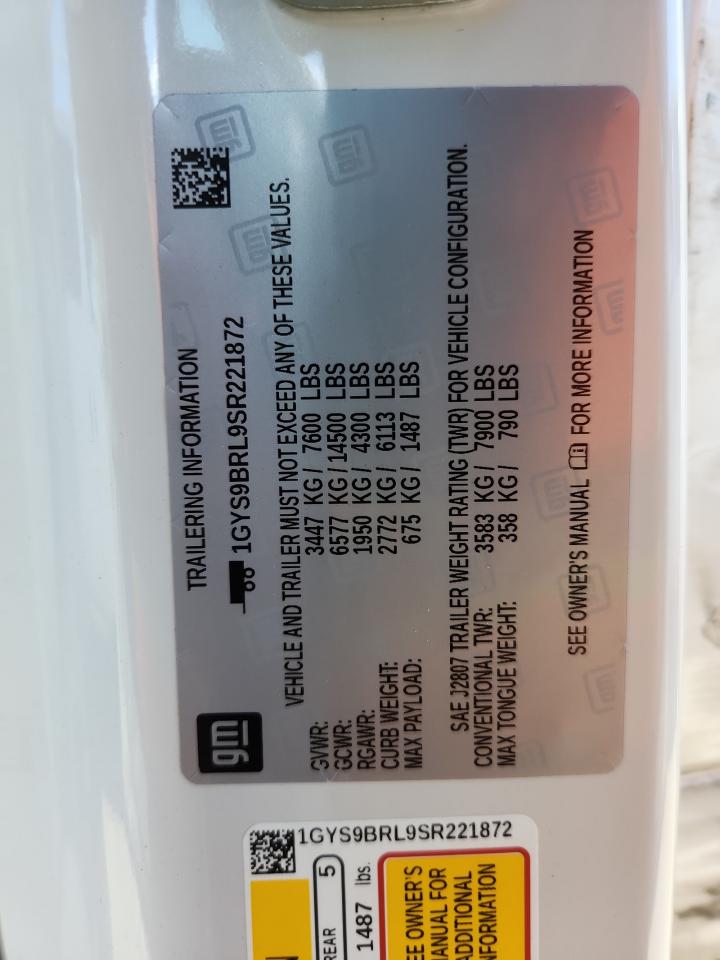 gm
TRAILERING INFORMATION
1GYS9BRL9SR221872
VEHICLE AND TRAILER MUST NOT EXCEED ANY OF THESE VALUES.
GVWR: 3447 KG / 7600 LBS
GCWR: 6577 KG / 14500 LBS
RGAWR: 1950 KG / 4300 LBS
CURB WEIGHT: 2772 KG / 6113 LBS
MAX PAYLOAD: 675 KG / 1487 LBS
SAE J2807 TRAILER WEIGHT RATING (TWR) FOR VEHICLE CONFIGURATION.
CONVENTIONAL TWR: 3583 KG / 7900 LBS
MAX TONGUE WEIGHT: 358 KG / 790 LBS
SEE OWNER'S MANUAL FOR MORE INFORMATION
1GYS9BRL9SR221872
REAR 5
1487 lbs.
EE OWNER'S
ANUAL FOR
ADDITIONAL
NFORMATION